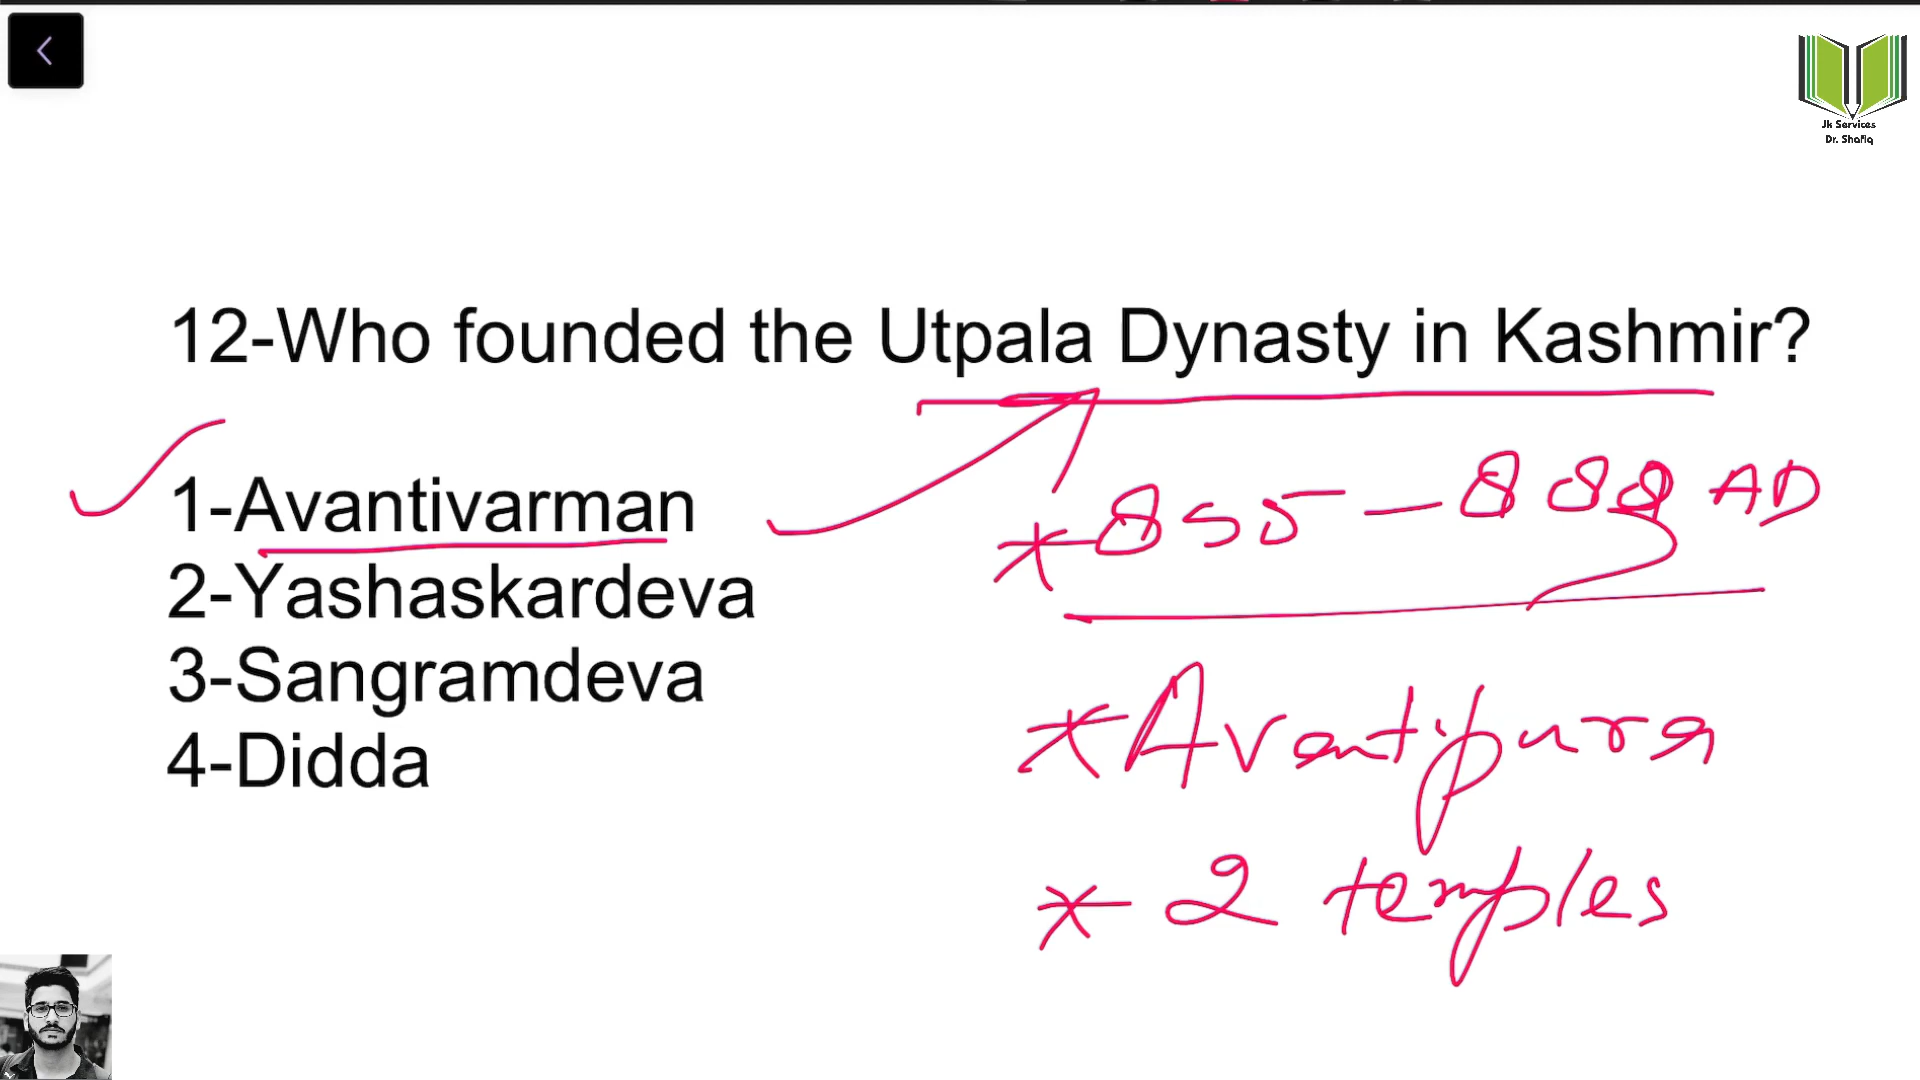 Jk Services
Dr. Shafiq
12-Who founded the Utpala Dynasty in Kashmir?
1-Avantivarman
2-Yashaskardeva
3-Sangramdeva
4-Didda
* 855 - 888 AD
* Avantipura
* 2 temples